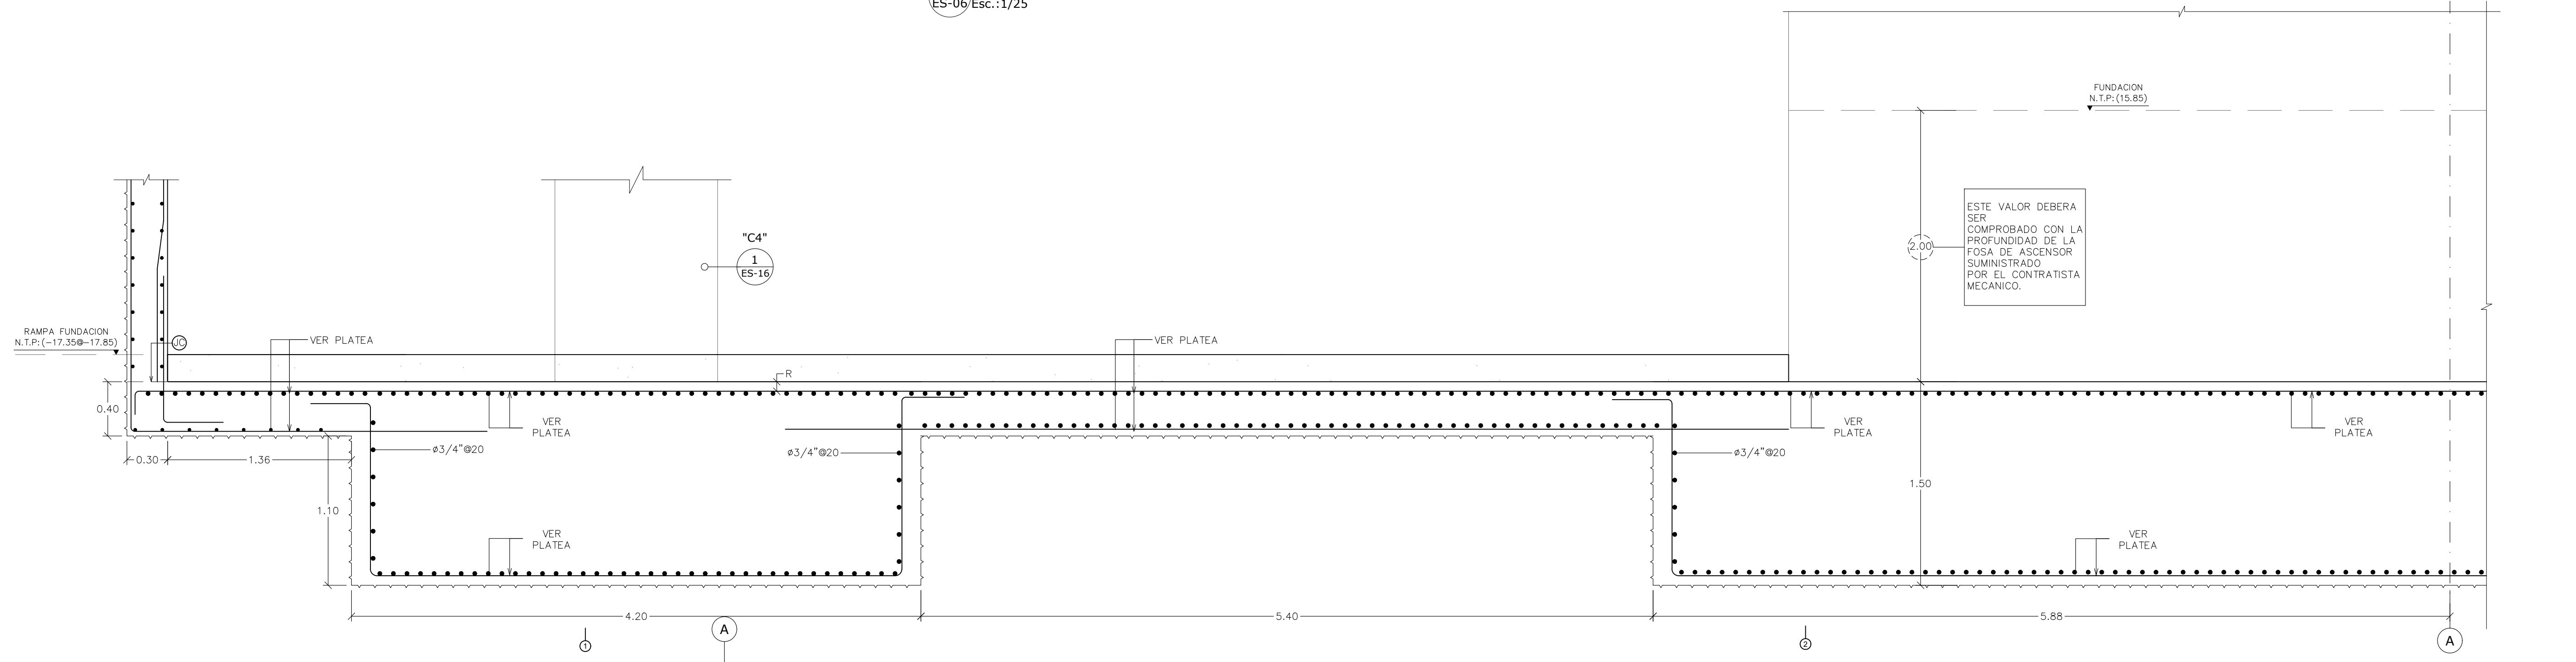 ES-06 Esc.:1/25
FUNDACION
N.T.P:(15.85)
ESTE VALOR DEBERA
SER
COMPROBADO CON LA
PROFUNDIDAD DE LA
FOSA DE ASCENSOR
SUMINISTRADO
POR EL CONTRATISTA
MECANICO.
2.00
"C4"
1
ES-16
RAMPA FUNDACION
N.T.P:(-17.35@-17.85)
JC
VER PLATEA
VER PLATEA
R
0.40
VER
PLATEA
VER
PLATEA
VER
PLATEA
0.30
1.36
ø3/4"@20
ø3/4"@20
ø3/4"@20
1.50
1.10
VER
PLATEA
VER
PLATEA
4.20
5.40
5.88
1
A
2
A